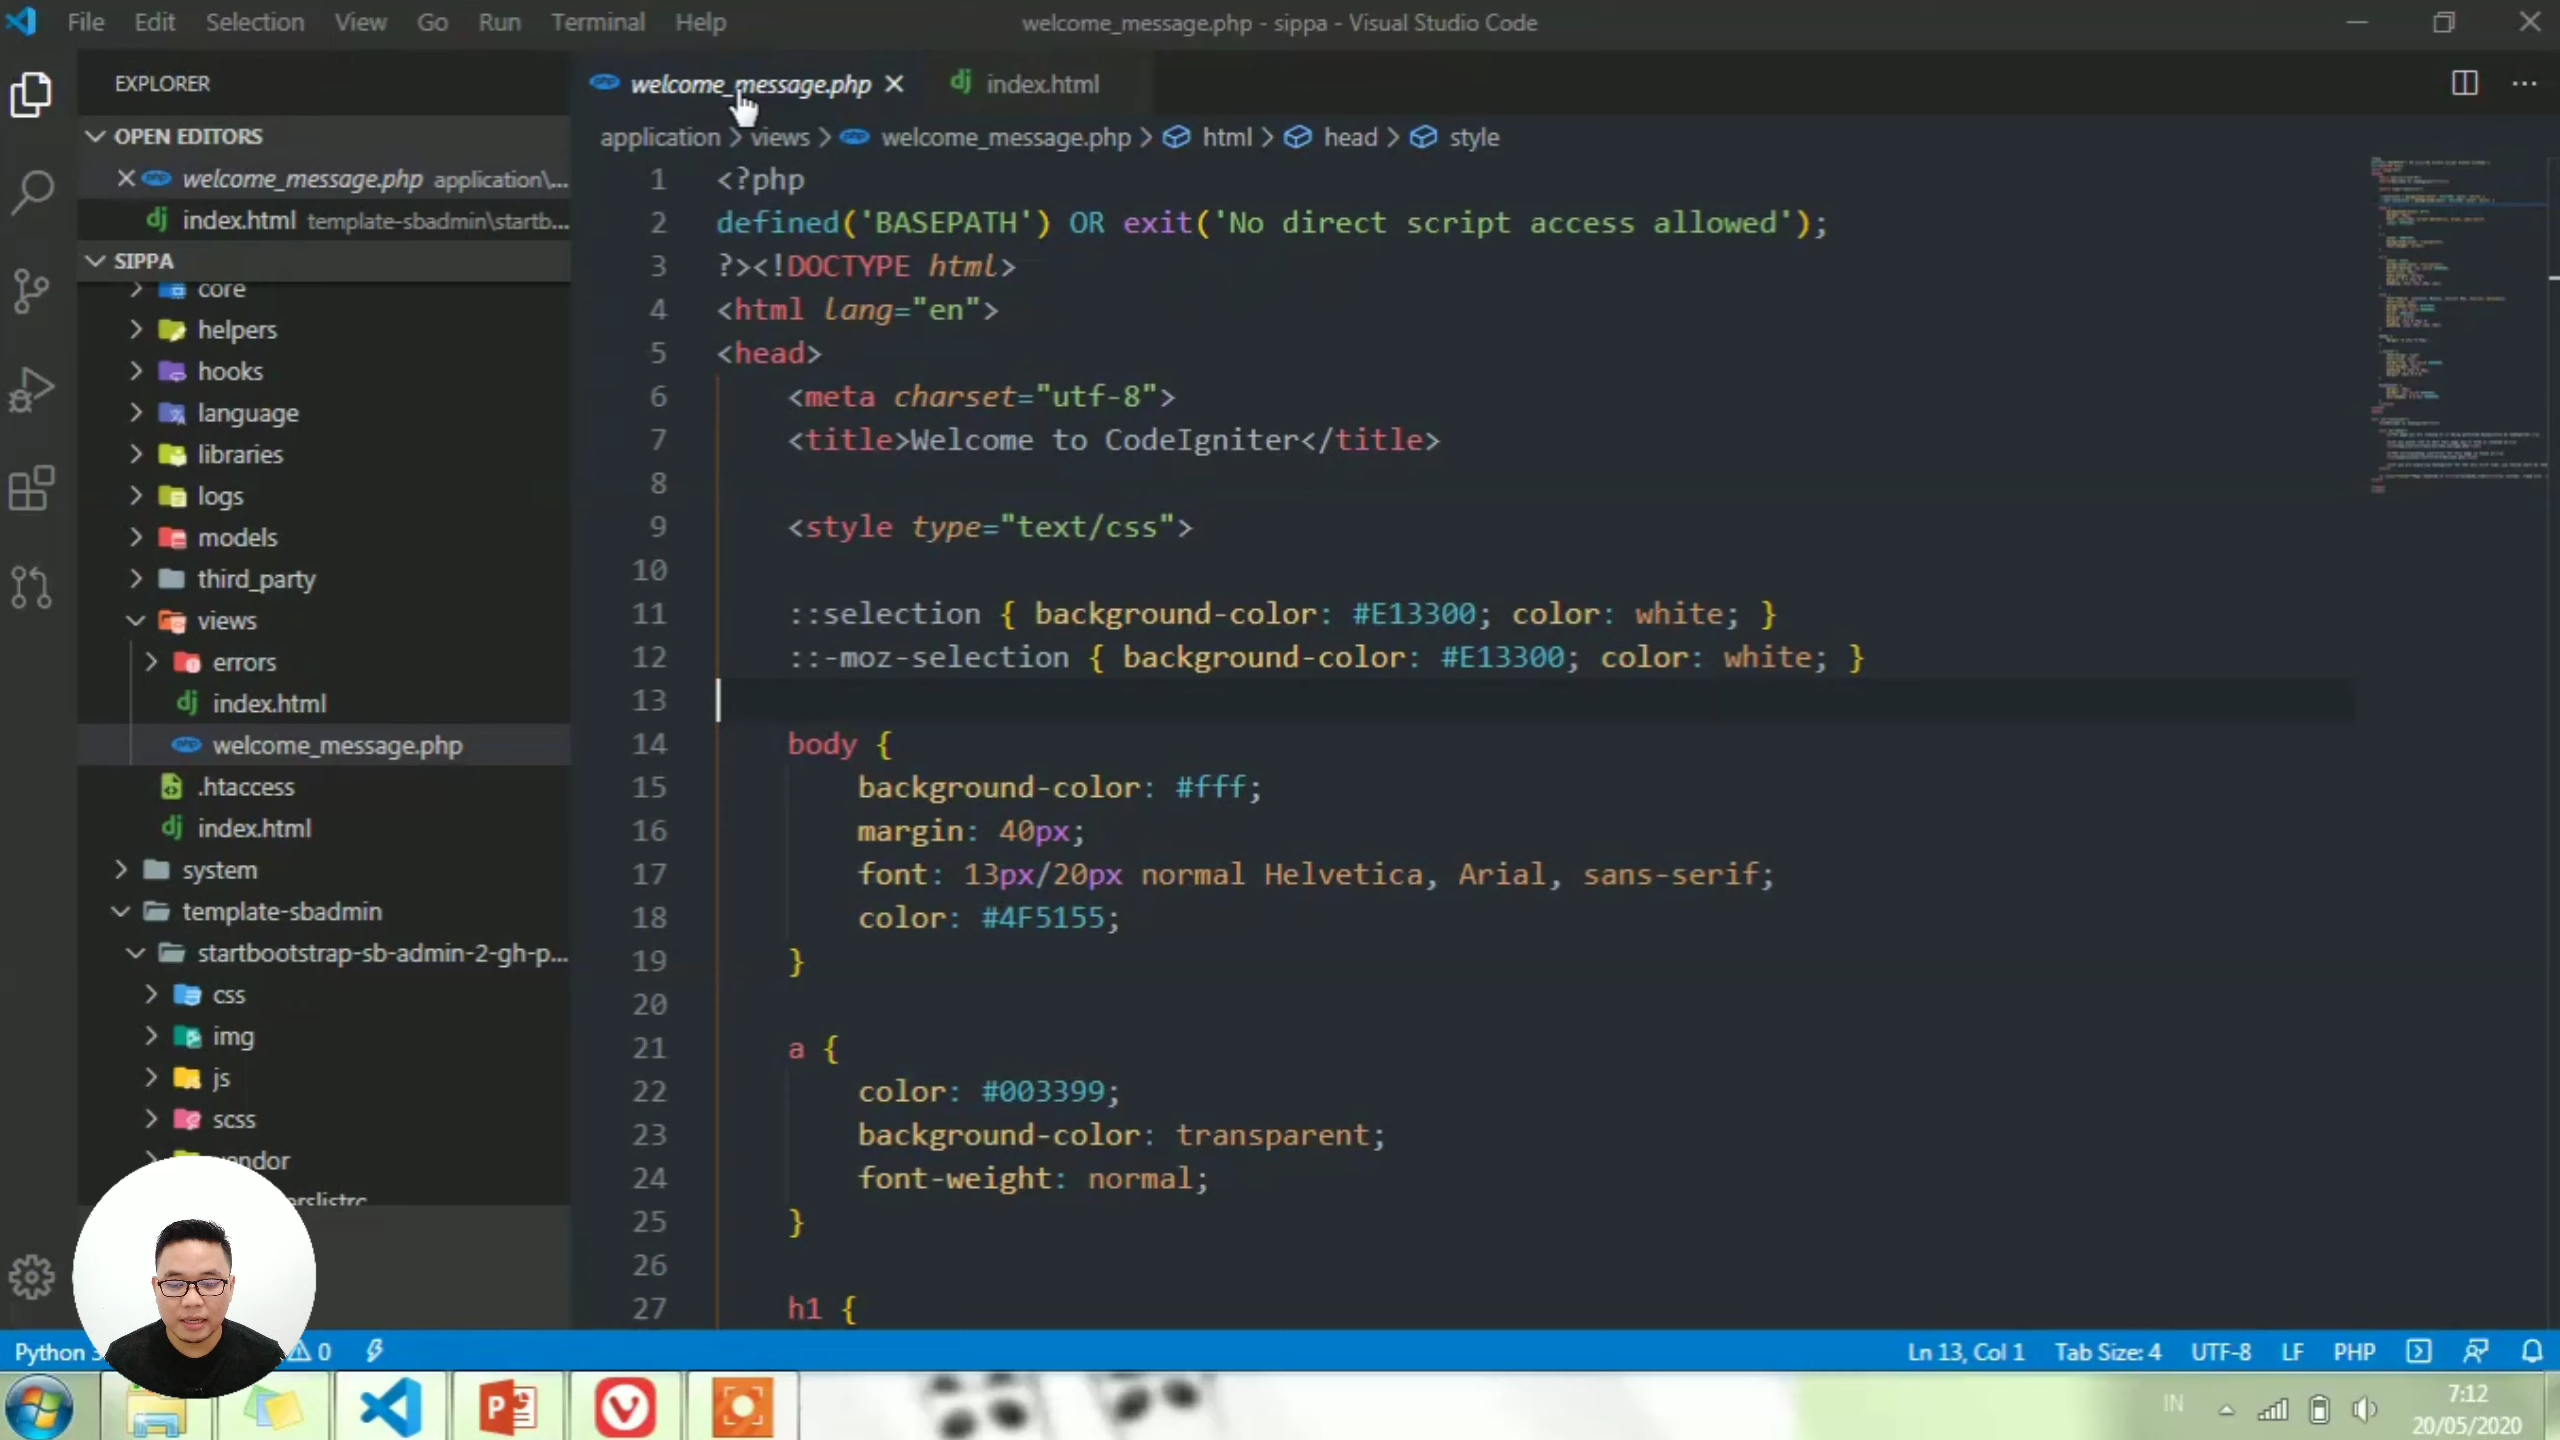 File Edit Selection View Go Run Terminal Help
welcome_message.php - sippa - Visual Studio Code
EXPLORER
OPEN EDITORS
welcome_message.php application\...
index.html template-sbadmin\startb...
SIPPA
core
helpers
hooks
language
libraries
logs
models
third_party
views
errors
index.html
welcome_message.php
.htaccess
index.html
system
template-sbadmin
startbootstrap-sb-admin-2-gh-p...
css
img
js
scss
welcome_message.php
index.html
application > views > welcome_message.php > html > head > style
1 <?php
2 defined('BASEPATH') OR exit('No direct script access allowed');
3 ?><!DOCTYPE html>
4 <html lang="en">
5 <head>
6 <meta charset="utf-8">
7 <title>Welcome to CodeIgniter</title>
8
9 <style type="text/css">
10
11 ::selection { background-color: #E13300; color: white; }
12 ::-moz-selection { background-color: #E13300; color: white; }
13
14 body {
15 background-color: #fff;
16 margin: 40px;
17 font: 13px/20px normal Helvetica, Arial, sans-serif;
18 color: #4F5155;
19 }
20
21 a {
22 color: #003399;
23 background-color: transparent;
24 font-weight: normal;
25 }
26
27 h1 {
Python
0
Ln 13, Col 1 Tab Size: 4 UTF-8 LF PHP
IN
7:12
20/05/2020